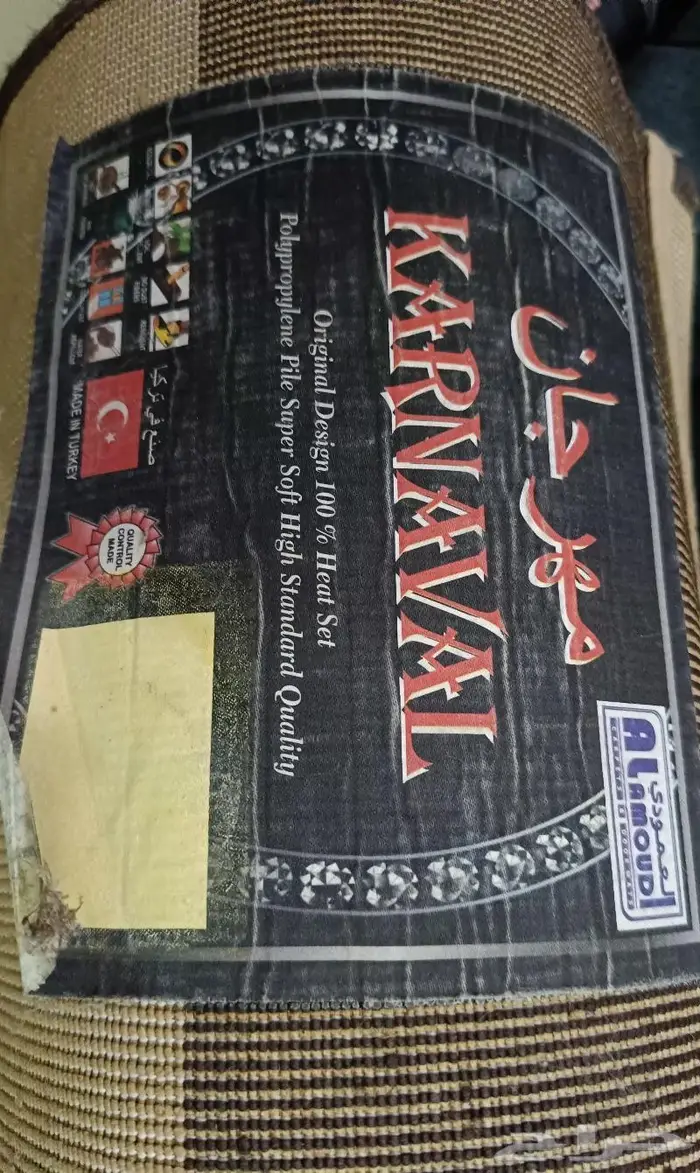 مهرجان
KARNAVAL
Original Design 100 % Heat Set
Polypropylene Pile Super Soft High Standard Quality
AL AMOUDI
العمودي
صنع في تركيا
MADE IN TURKEY
QUALITY
CONTROL
MADE
حراج